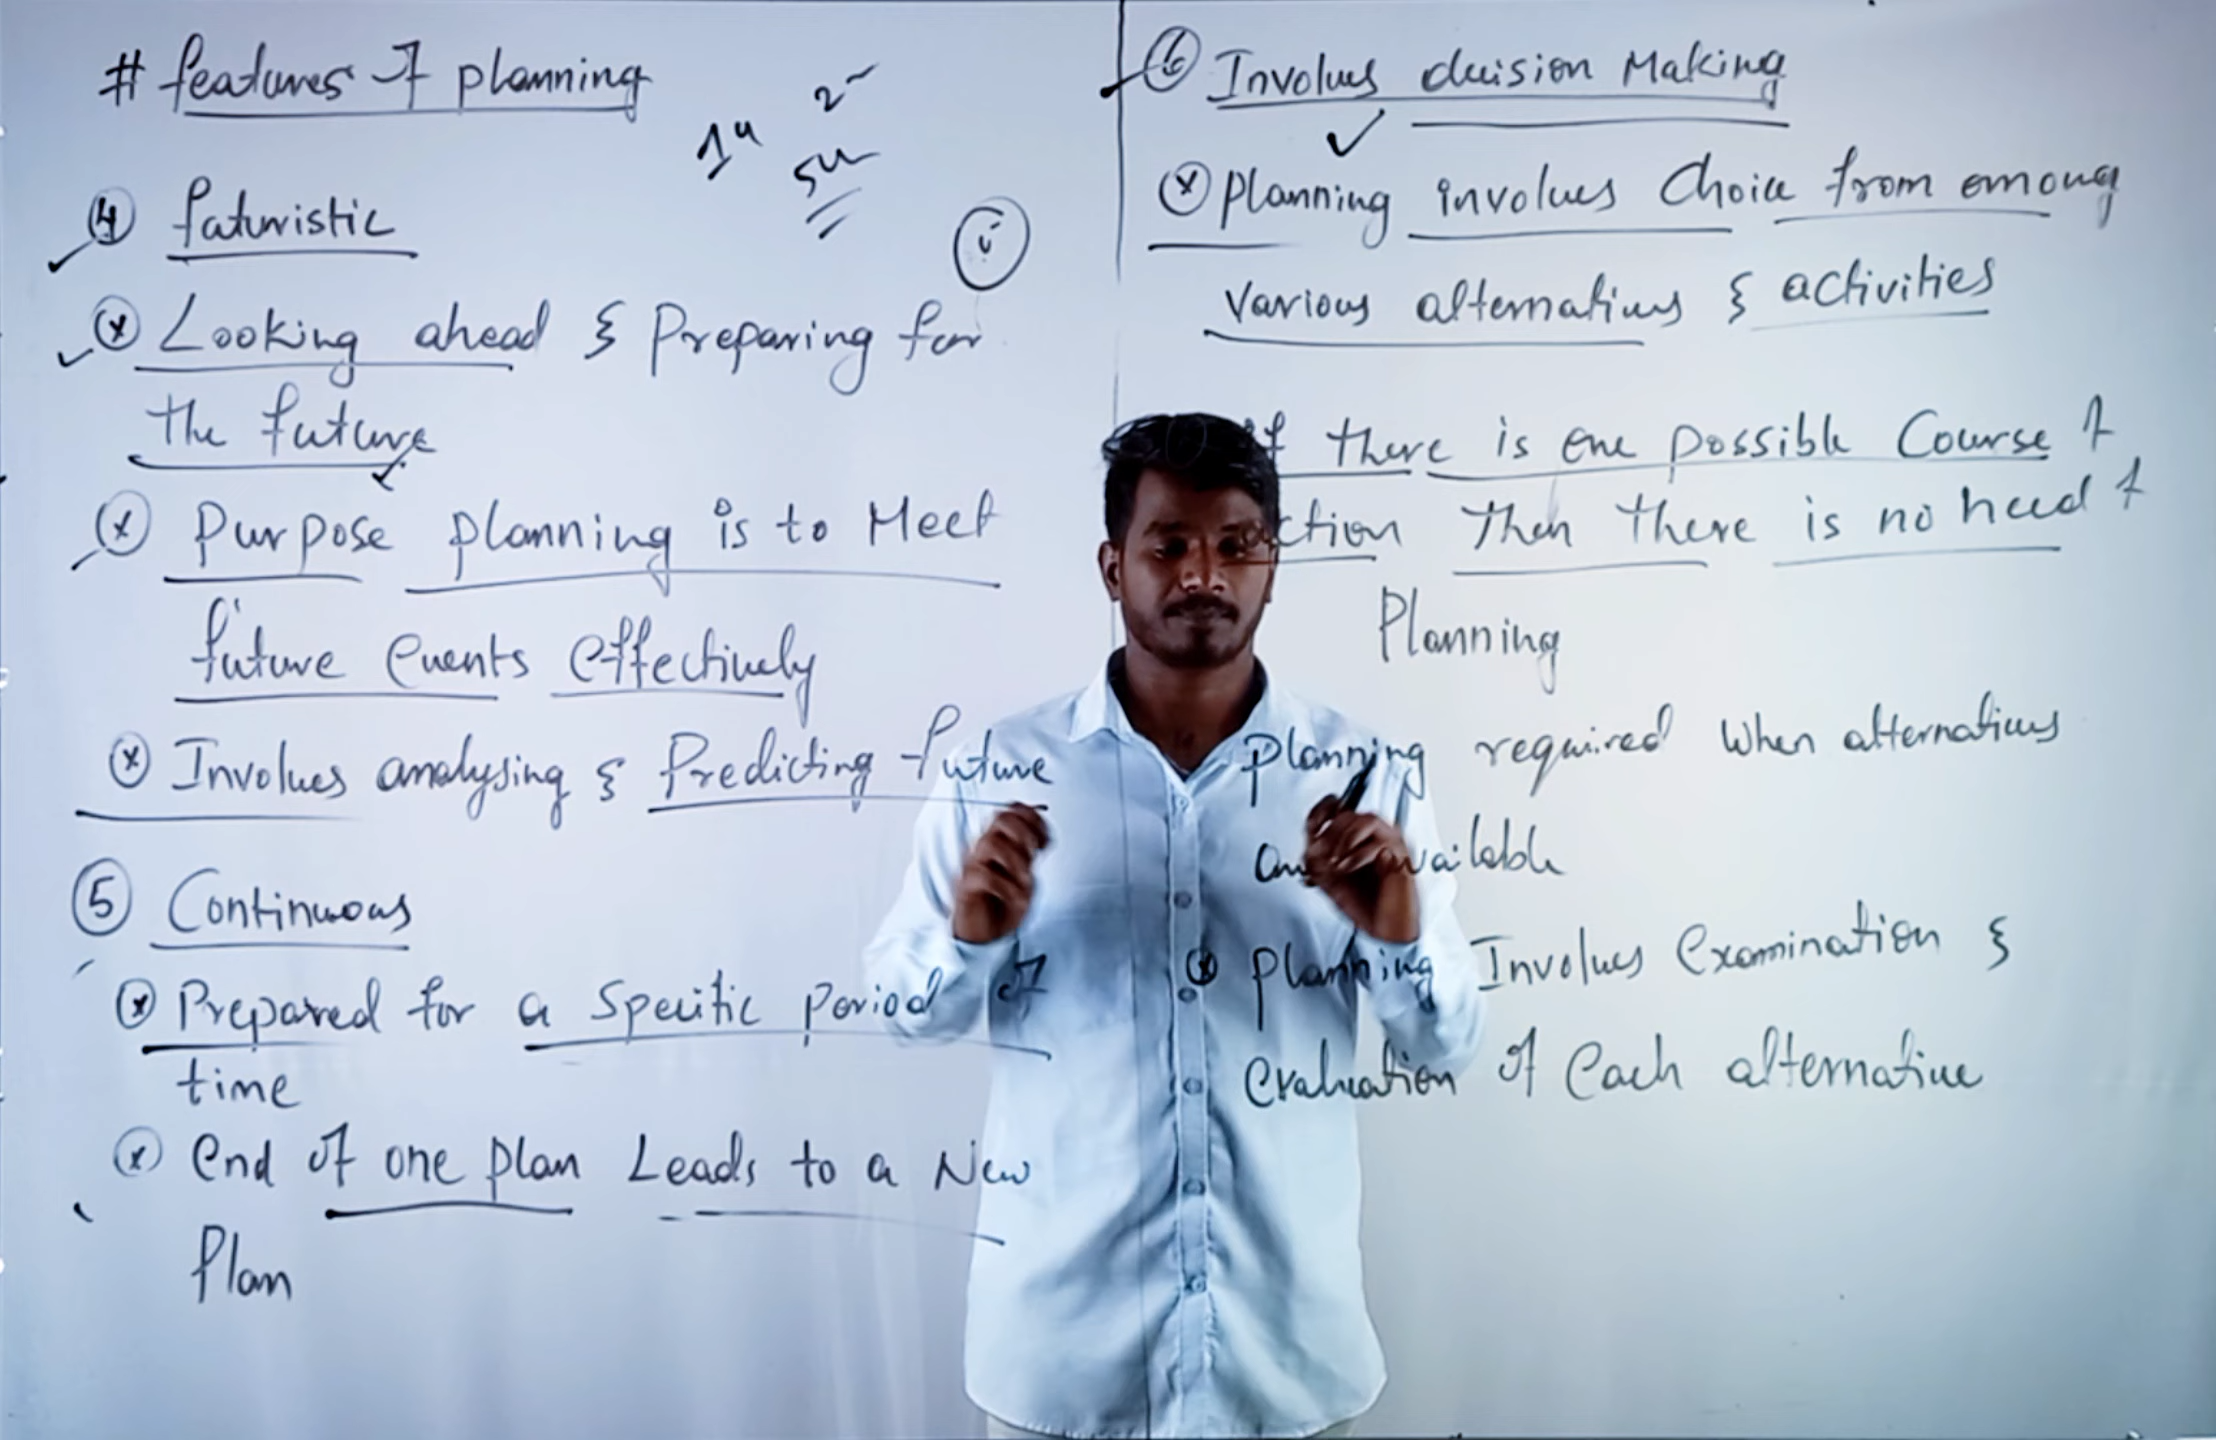 # features of planning
④ futuristic
ⓧ Looking ahead & Preparing for
the future
ⓧ Purpose planning is to Meet
future events effectively
ⓧ Involves analysing & Predicting future
⑤ Continuous
ⓧ Prepared for a Specific period of
time
ⓧ end of one plan Leads to a New
Plan
⑥ Involves decision Making
ⓧ planning involves Choice from among
various alternatives & activities
If there is one possible Course of
action Then there is no need of
Planning
Planning required when alternatives
are available
ⓧ planning Involves examination &
evaluation of each alternative